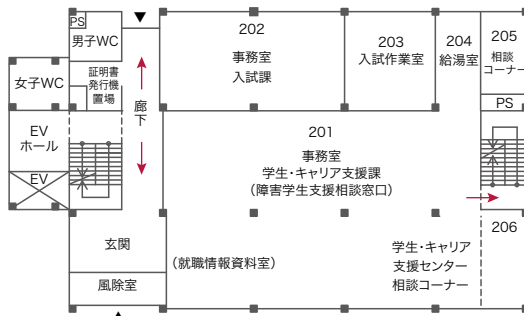 PS
男子WC
女子WC
証明書
発行機
置場
廊
下
EV
ホール
EV
玄関
風除室
202
事務室
入試課
203
入試作業室
204
給湯室
205
相談
コーナー
PS
201
事務室
学生・キャリア支援課
(障害学生支援相談窓口)
(就職情報資料室)
206
学生・キャリア
支援センター
相談コーナー